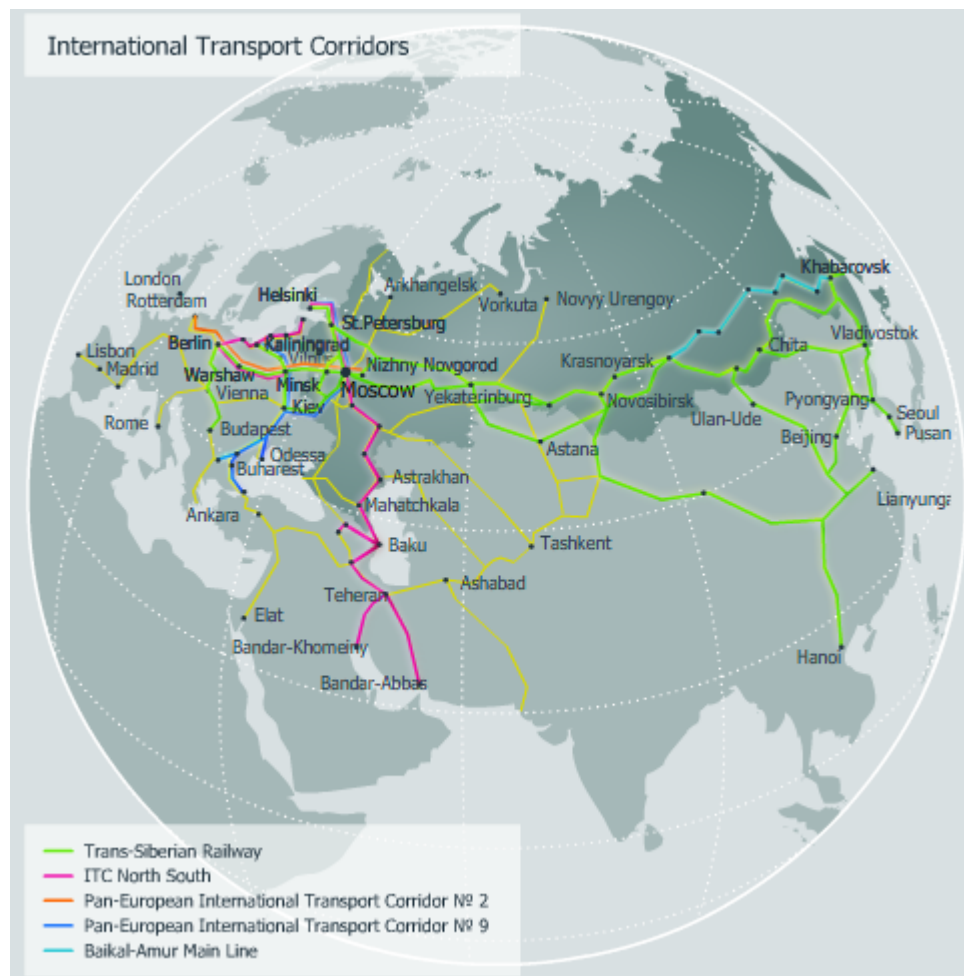 International Transport Corridors
London
Rotterdam
Helsinki
Arkhangelsk
Vorkuta
Novyy Urengoy
Khabarovsk
St.Petersburg
Berlin
Kaliningrad
Vilnius
Lisbon
Madrid
Nizhny Novgorod
Krasnoyarsk
Chita
Vladivostok
Warshaw
Minsk
Moscow
Vienna
Kiev
Yekaterinburg
Novosibirsk
Ulan-Ude
Pyongyang
Rome
Seoul
Budapest
Pusan
Astana
Beijing
Odessa
Buharest
Astrakhan
Lianyunga
Ankara
Mahatchkala
Baku
Tashkent
Teheran
Ashabad
Elat
Bandar-Khomeiny
Hanoi
Bandar-Abbas
Trans-Siberian Railway
ITC North South
Pan-European International Transport Corridor № 2
Pan-European International Transport Corridor № 9
Baikal-Amur Main Line